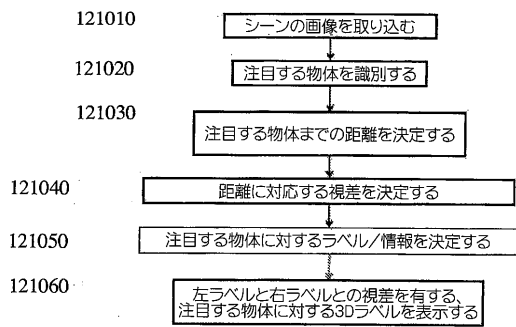 121010
シーンの画像を取り込む
121020
注目する物体を識別する
121030
注目する物体までの距離を決定する
121040
距離に対応する視差を決定する
121050
注目する物体に対するラベル/情報を決定する
121060
左ラベルと右ラベルとの視差を有する、
注目する物体に対する3Dラベルを表示する